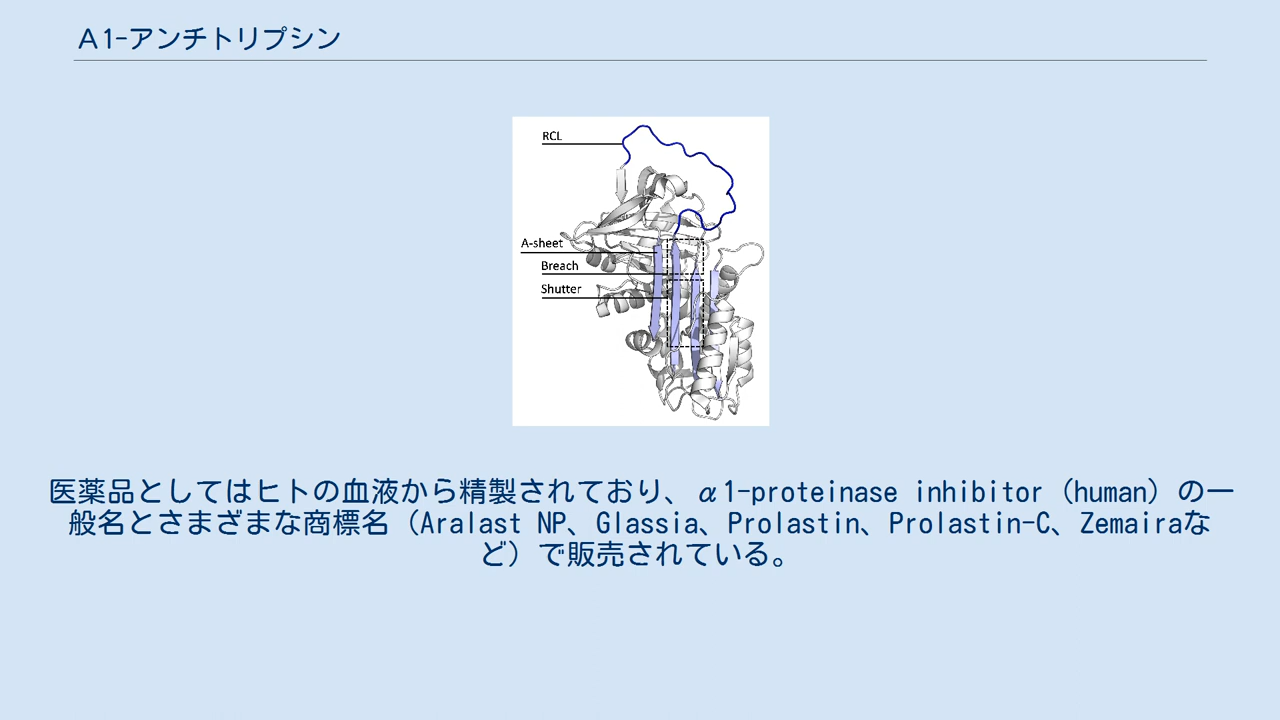 Α1-アンチトリプシン
RCL
A-sheet
Breach
Shutter
医薬品としてはヒトの血液から精製されており、α1-proteinase inhibitor（human）の一
般名とさまざまな商標名（Aralast NP、Glassia、Prolastin、Prolastin-C、Zemairaな
ど）で販売されている。